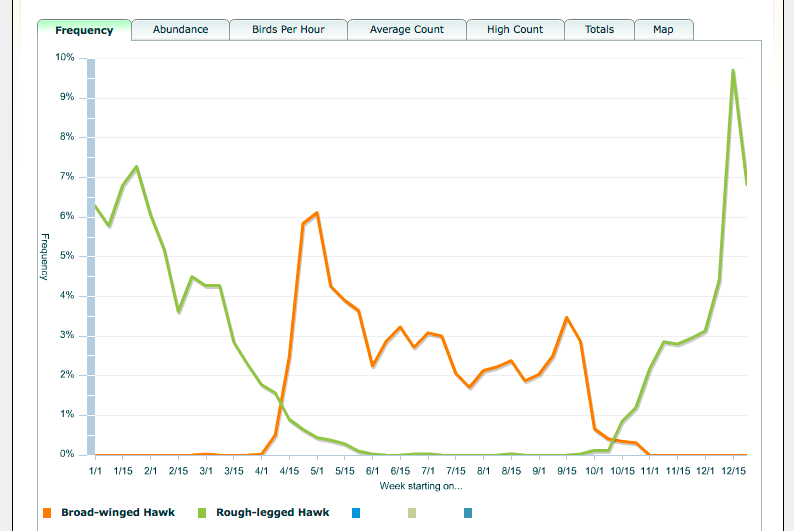 Frequency Abundance Birds Per Hour Average Count High Count Totals Map
10%
9%
8%
7%
6%
5%
4%
3%
2%
1%
0%
Frequency
1/1 1/15 2/1 2/15 3/1 3/15 4/1 4/15 5/1 5/15 6/1 6/15 7/1 7/15 8/1 8/15 9/1 9/15 10/1 10/15 11/1 11/15 12/1 12/15
Week starting on...
Broad-winged Hawk Rough-legged Hawk